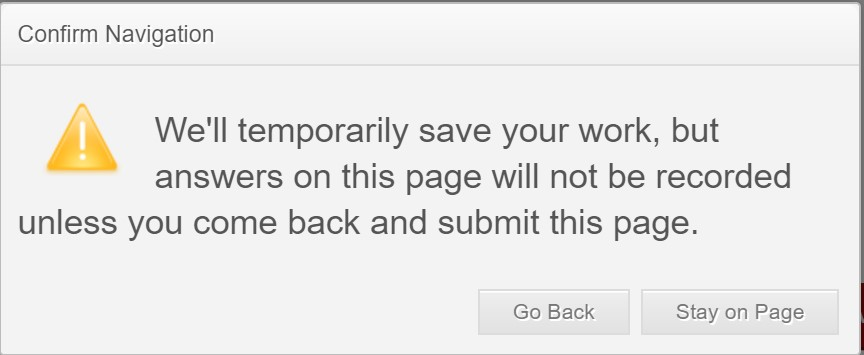 Confirm Navigation
We'll temporarily save your work, but
answers on this page will not be recorded
unless you come back and submit this page.
Go Back
Stay on Page